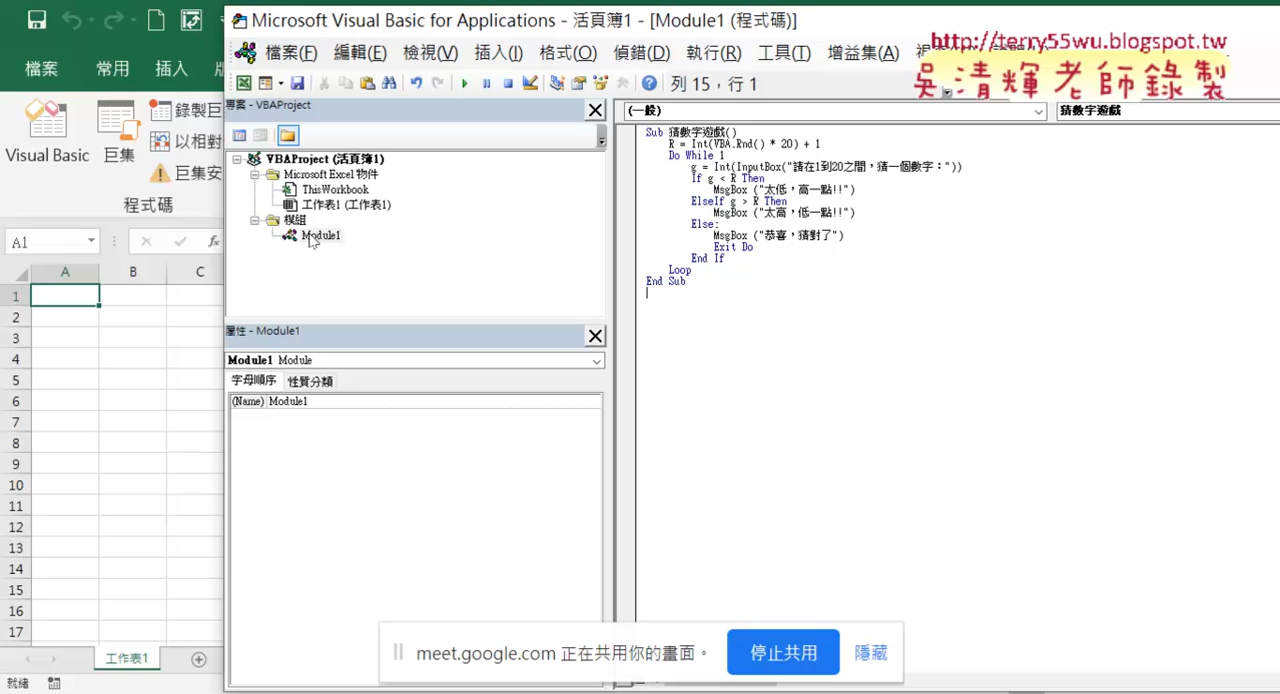 Microsoft Visual Basic for Applications - 活頁簿1 - [Module1 (程式碼)]
檔案(F) 編輯(E) 檢視(V) 插入(I) 格式(O) 偵錯(D) 執行(R) 工具(T) 增益集(A)
http://terry55wu.blogspot.tw
吳清輝老師錄製
列 15，行 1
檔案 常用 插入
Visual Basic
巨集
錄製巨
以相對
巨集安
程式碼
A1
fx
A B C
1
2
3
4
5
6
7
8
9
10
11
12
13
14
15
16
17
工作表1
就緒
專案 - VBAProject
VBAProject (活頁簿1)
Microsoft Excel 物件
ThisWorkbook
工作表1 (工作表1)
模組
Module1
屬性 - Module1
Module1 Module
字母順序 性質分類
(Name) Module1
(一般) 猜數字遊戲
Sub 猜數字遊戲()
R = Int(VBA.Rnd() * 20) + 1
Do While 1
g = Int(InputBox("請在1到20之間，猜一個數字："))
If g < R Then
MsgBox ("太低，高一點!!")
ElseIf g > R Then
MsgBox ("太高，低一點!!")
Else:
MsgBox ("恭喜，猜對了")
Exit Do
End If
Loop
End Sub
meet.google.com 正在共用你的畫面。 停止共用 隱藏